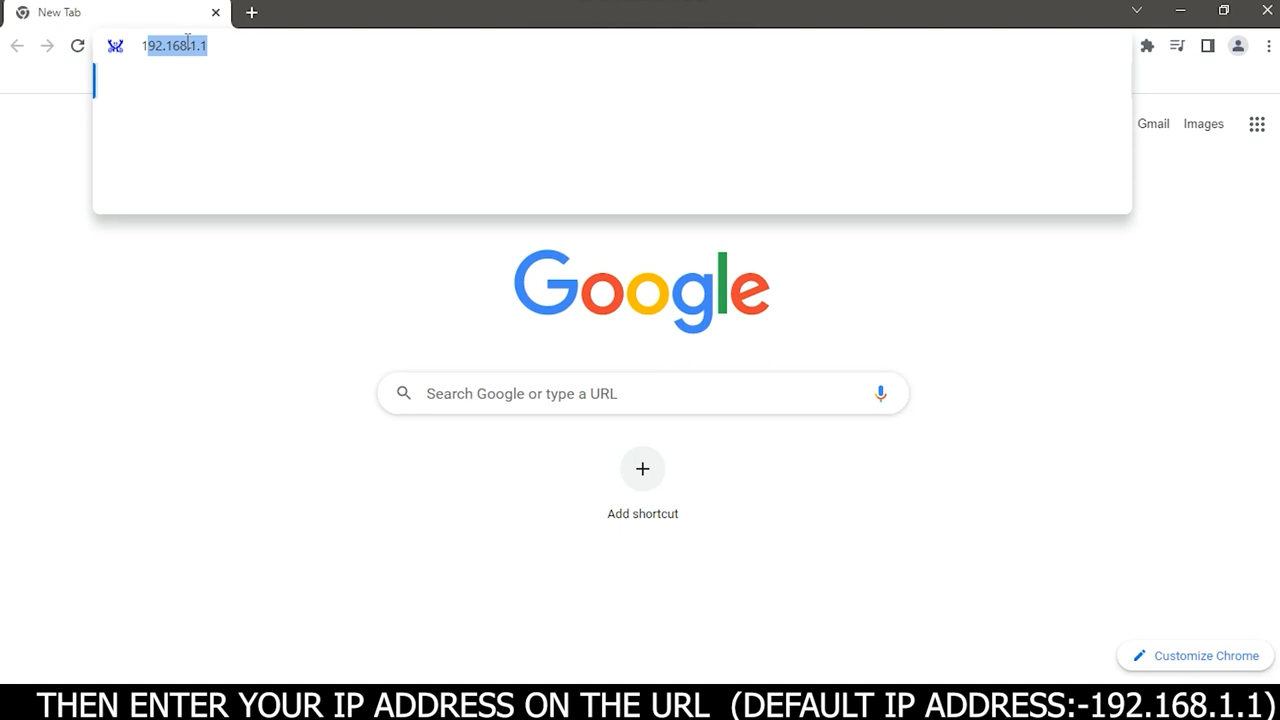 New Tab
192.168.1.1
Gmail Images
Google
Search Google or type a URL
Add shortcut
Customize Chrome
THEN ENTER YOUR IP ADDRESS ON THE URL (DEFAULT IP ADDRESS:-192.168.1.1)